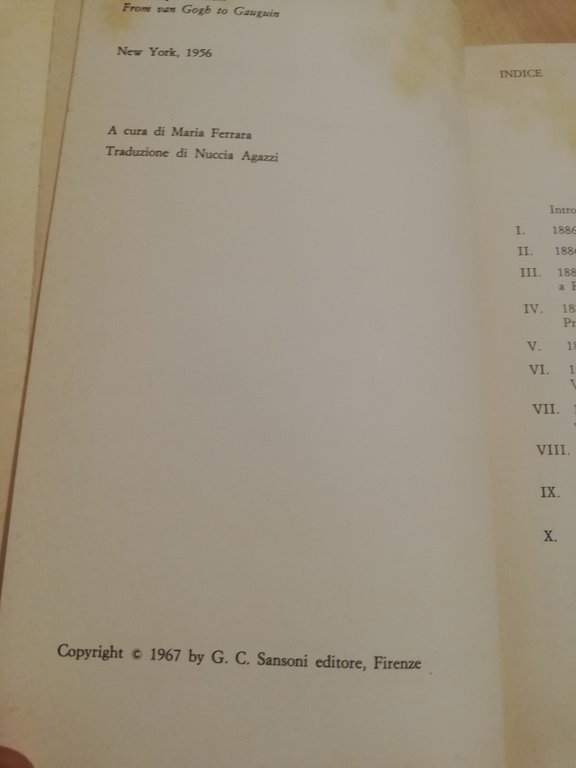 From van Gogh to Gauguin
New York, 1956
A cura di Maria Ferrara
Traduzione di Nuccia Agazzi
Copyright © 1967 by G. C. Sansoni editore, Firenze
INDICE
I. 1886
II.
III.
a
IV.
V.
VI.
VII.
VIII.
IX.
X.